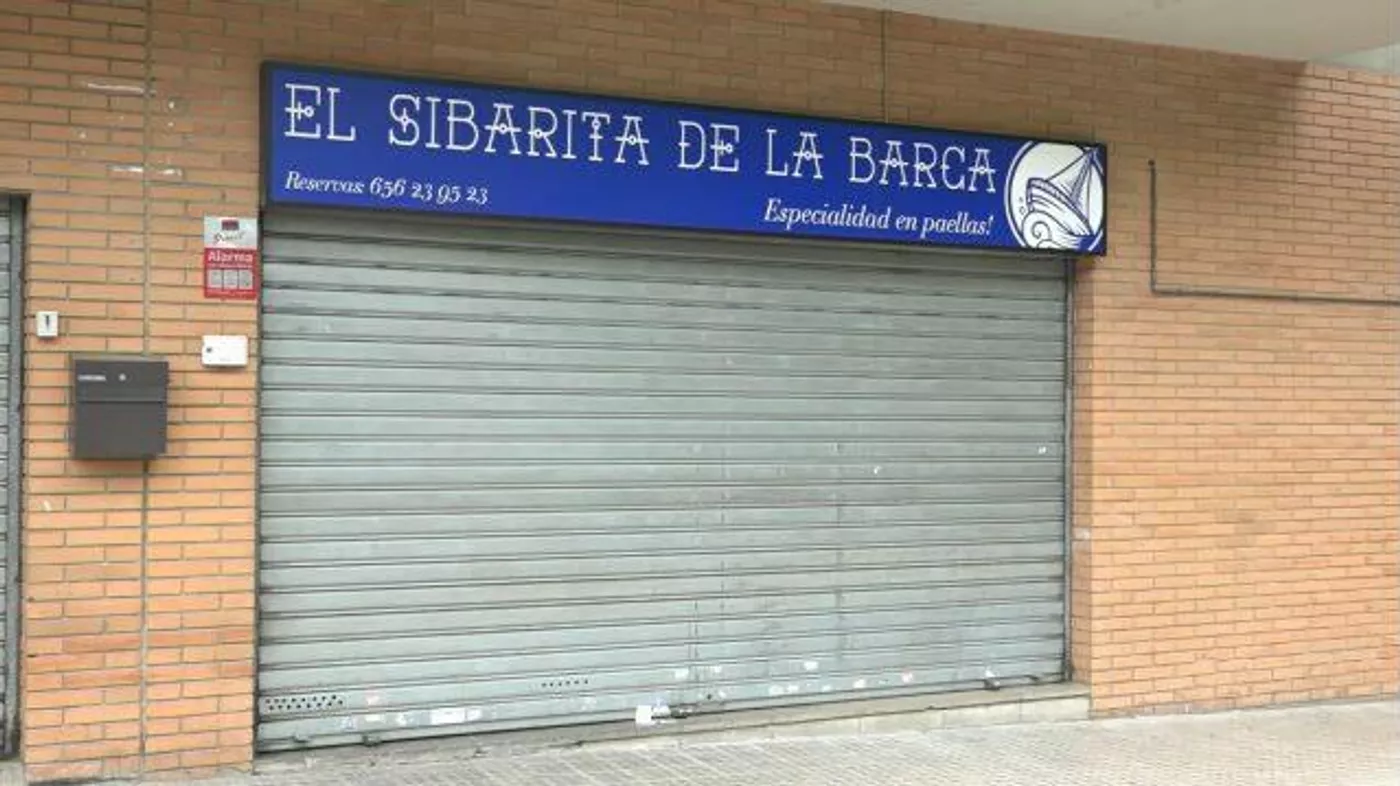 EL SIBARITA DE LA BARCA
Reservas: 656 23 95 23
Especialidad en paellas!
Alarma